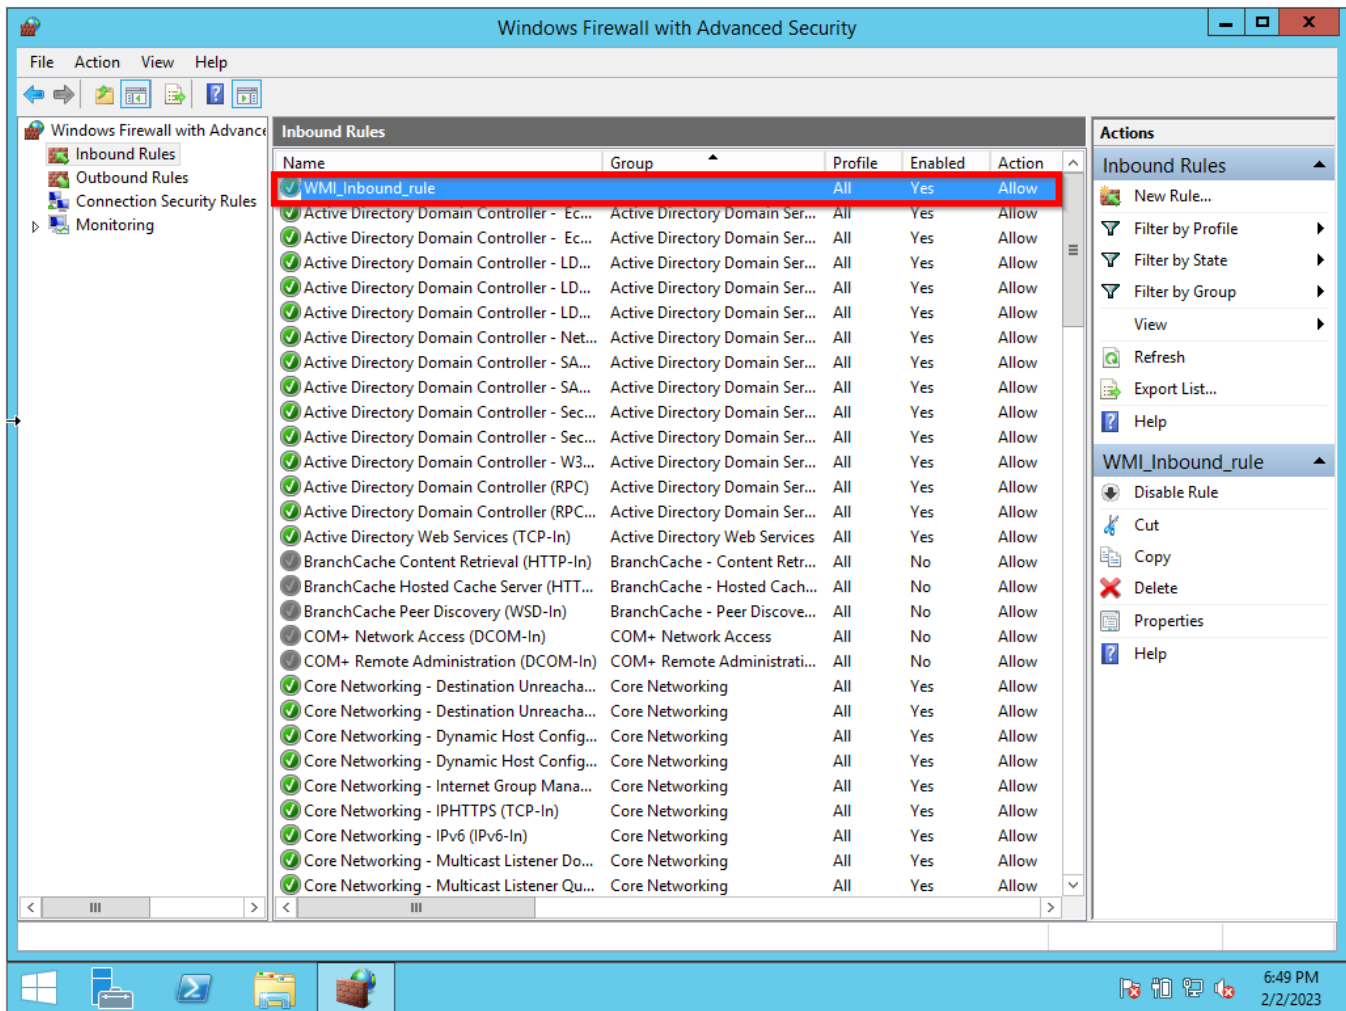 Windows Firewall with Advanced Security
File Action View Help
Windows Firewall with Advance
Inbound Rules
Outbound Rules
Connection Security Rules
Monitoring
Inbound Rules
Name Group Profile Enabled Action
WMI_Inbound_rule All Yes Allow
Active Directory Domain Controller - Ec... Active Directory Domain Ser... All Yes Allow
Active Directory Domain Controller - Ec... Active Directory Domain Ser... All Yes Allow
Active Directory Domain Controller - LD... Active Directory Domain Ser... All Yes Allow
Active Directory Domain Controller - LD... Active Directory Domain Ser... All Yes Allow
Active Directory Domain Controller - LD... Active Directory Domain Ser... All Yes Allow
Active Directory Domain Controller - Net... Active Directory Domain Ser... All Yes Allow
Active Directory Domain Controller - SA... Active Directory Domain Ser... All Yes Allow
Active Directory Domain Controller - SA... Active Directory Domain Ser... All Yes Allow
Active Directory Domain Controller - Sec... Active Directory Domain Ser... All Yes Allow
Active Directory Domain Controller - Sec... Active Directory Domain Ser... All Yes Allow
Active Directory Domain Controller - W3... Active Directory Domain Ser... All Yes Allow
Active Directory Domain Controller (RPC) Active Directory Domain Ser... All Yes Allow
Active Directory Domain Controller (RPC... Active Directory Domain Ser... All Yes Allow
Active Directory Web Services (TCP-In) Active Directory Web Services All Yes Allow
BranchCache Content Retrieval (HTTP-In) BranchCache - Content Retr... All No Allow
BranchCache Hosted Cache Server (HTT... BranchCache - Hosted Cach... All No Allow
BranchCache Peer Discovery (WSD-In) BranchCache - Peer Discove... All No Allow
COM+ Network Access (DCOM-In) COM+ Network Access All No Allow
COM+ Remote Administration (DCOM-In) COM+ Remote Administrati... All No Allow
Core Networking - Destination Unreacha... Core Networking All Yes Allow
Core Networking - Destination Unreacha... Core Networking All Yes Allow
Core Networking - Dynamic Host Config... Core Networking All Yes Allow
Core Networking - Dynamic Host Config... Core Networking All Yes Allow
Core Networking - Internet Group Mana... Core Networking All Yes Allow
Core Networking - IPHTTPS (TCP-In) Core Networking All Yes Allow
Core Networking - IPv6 (IPv6-In) Core Networking All Yes Allow
Core Networking - Multicast Listener Do... Core Networking All Yes Allow
Core Networking - Multicast Listener Qu... Core Networking All Yes Allow
Actions
Inbound Rules
New Rule...
Filter by Profile
Filter by State
Filter by Group
View
Refresh
Export List...
Help
WMI_Inbound_rule
Disable Rule
Cut
Copy
Delete
Properties
Help
6:49 PM
2/2/2023